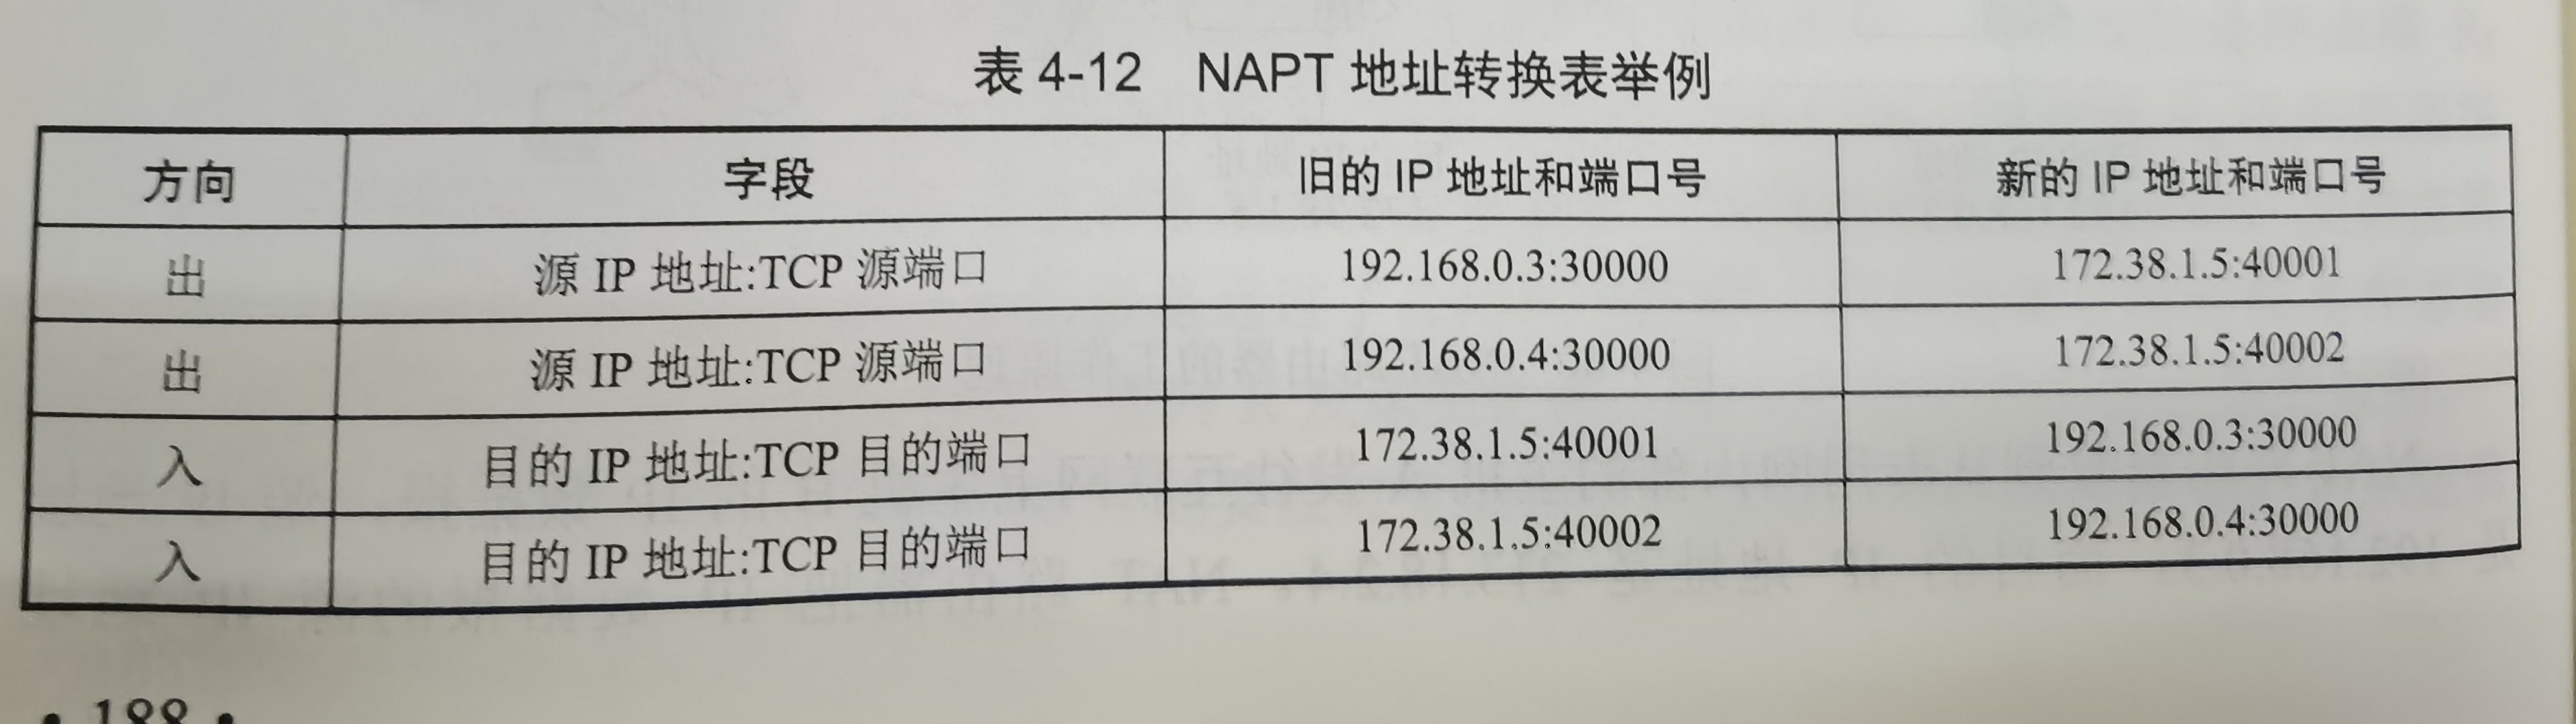 表 4-12 NAPT 地址转换表举例
方向 字段 旧的 IP 地址和端口号 新的 IP 地址和端口号
出 源 IP 地址:TCP 源端口 192.168.0.3:30000 172.38.1.5:40001
出 源 IP 地址:TCP 源端口 192.168.0.4:30000 172.38.1.5:40002
入 目的 IP 地址:TCP 目的端口 172.38.1.5:40001 192.168.0.3:30000
入 目的 IP 地址:TCP 目的端口 172.38.1.5:40002 192.168.0.4:30000
· 188 ·